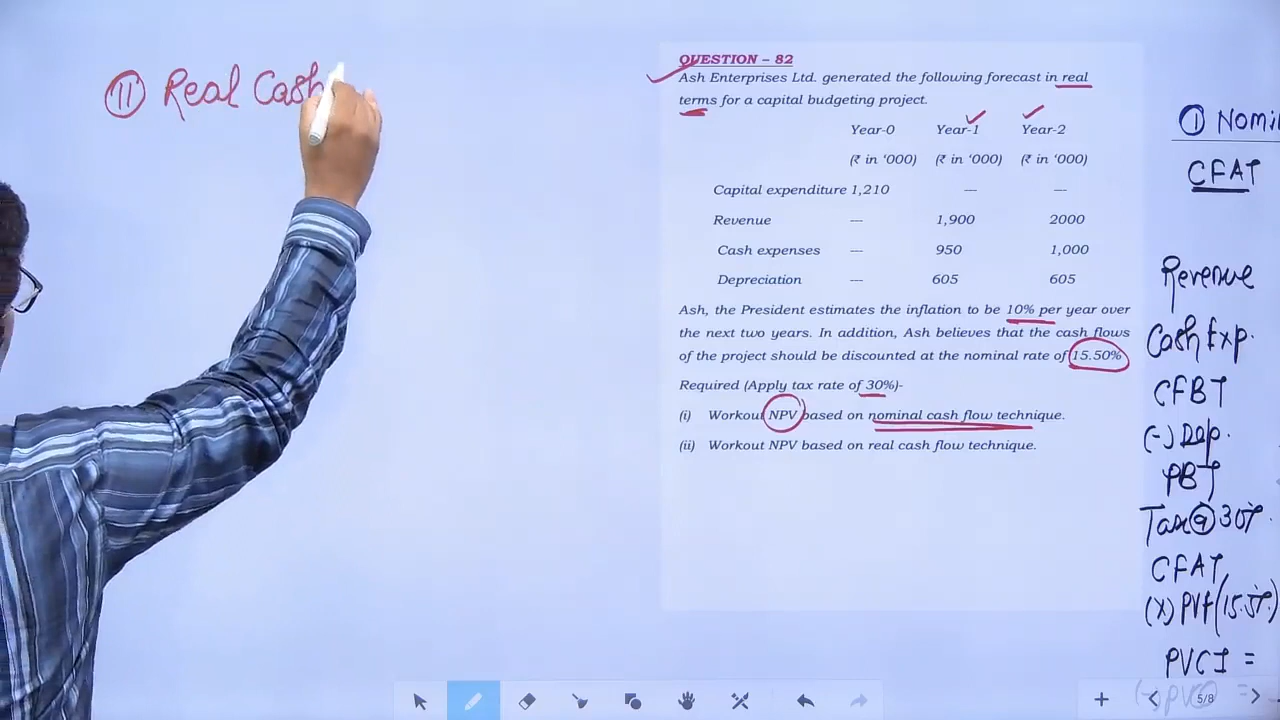 (11) Real Cash
QUESTION – 82
Ash Enterprises Ltd. generated the following forecast in real
terms for a capital budgeting project.
Year-0 Year-1 Year-2
(₹ in ‘000) (₹ in ‘000) (₹ in ‘000)
Capital expenditure 1,210 --- ---
Revenue --- 1,900 2000
Cash expenses --- 950 1,000
Depreciation --- 605 605
Ash, the President estimates the inflation to be 10% per year over
the next two years. In addition, Ash believes that the cash flows
of the project should be discounted at the nominal rate of 15.50%
Required (Apply tax rate of 30%)-
(i) Workout NPV based on nominal cash flow technique.
(ii) Workout NPV based on real cash flow technique.
① Nomi
CFAT
Revenue
Cash Exp.
CFBT
(-) Dep.
PBT
Tax@30%.
CFAT
(x) PVf(15.5%)
PVCI =
(-) PVCO =
5/8